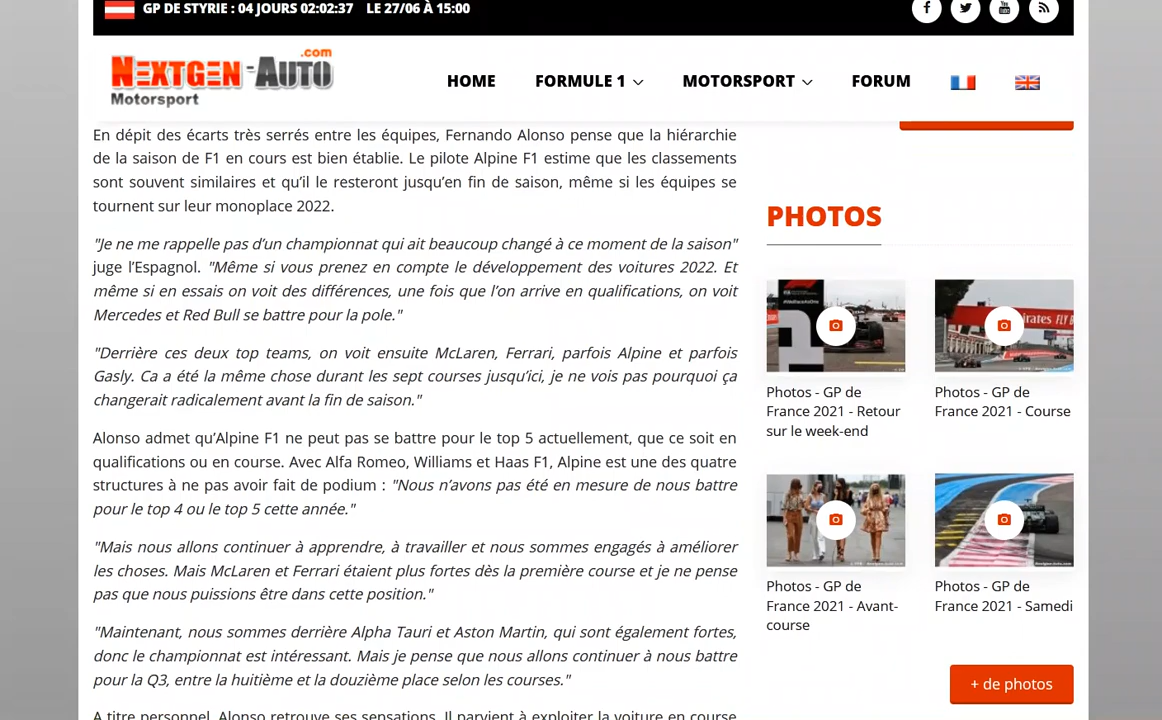 GP DE STYRIE : 04 JOURS 02:02:37 LE 27/06 À 15:00
NEXTGEN-AUTO.com
Motorsport
HOME FORMULE 1 MOTORSPORT FORUM
En dépit des écarts très serrés entre les équipes, Fernando Alonso pense que la hiérarchie
de la saison de F1 en cours est bien établie. Le pilote Alpine F1 estime que les classements
sont souvent similaires et qu’il le resteront jusqu’en fin de saison, même si les équipes se
tournent sur leur monoplace 2022.
"Je ne me rappelle pas d’un championnat qui ait beaucoup changé à ce moment de la saison"
juge l’Espagnol. "Même si vous prenez en compte le développement des voitures 2022. Et
même si en essais on voit des différences, une fois que l’on arrive en qualifications, on voit
Mercedes et Red Bull se battre pour la pole."
"Derrière ces deux top teams, on voit ensuite McLaren, Ferrari, parfois Alpine et parfois
Gasly. Ca a été la même chose durant les sept courses jusqu’ici, je ne vois pas pourquoi ça
changerait radicalement avant la fin de saison."
Alonso admet qu’Alpine F1 ne peut pas se battre pour le top 5 actuellement, que ce soit en
qualifications ou en course. Avec Alfa Romeo, Williams et Haas F1, Alpine est une des quatre
structures à ne pas avoir fait de podium : "Nous n’avons pas été en mesure de nous battre
pour le top 4 ou le top 5 cette année."
"Mais nous allons continuer à apprendre, à travailler et nous sommes engagés à améliorer
les choses. Mais McLaren et Ferrari étaient plus fortes dès la première course et je ne pense
pas que nous puissions être dans cette position."
"Maintenant, nous sommes derrière Alpha Tauri et Aston Martin, qui sont également fortes,
donc le championnat est intéressant. Mais je pense que nous allons continuer à nous battre
pour la Q3, entre la huitième et la douzième place selon les courses."
A titre personnel, Alonso retrouve ses sensations. Il parvient à exploiter la voiture en course
PHOTOS
Photos - GP de
France 2021 - Retour
sur le week-end
Photos - GP de
France 2021 - Course
Photos - GP de
France 2021 - Avant-
course
Photos - GP de
France 2021 - Samedi
+ de photos